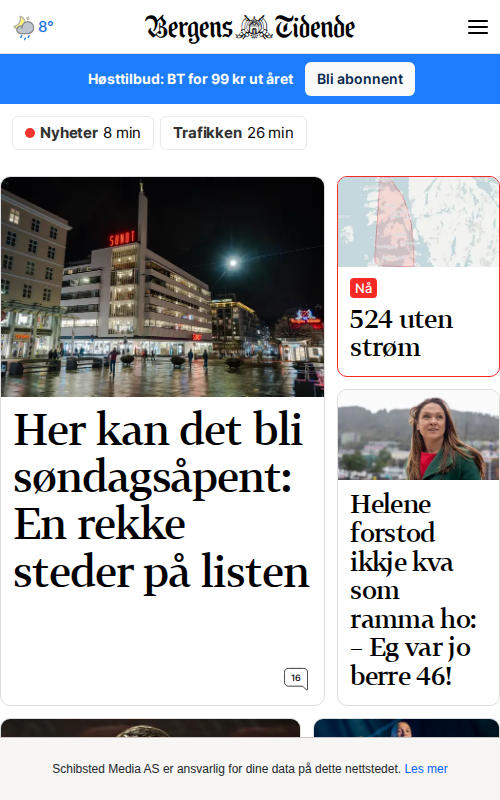 8°
Bergens Tidende
Høsttilbud: BT for 99 kr ut året
Bli abonnent
Nyheter 8 min
Trafikken 26 min
SUNDT
Her kan det bli
søndagsåpent:
En rekke
steder på listen
16
Nå
524 uten
strøm
Helene
forstod
ikkje kva
som
ramma ho:
– Eg var jo
berre 46!
Schibsted Media AS er ansvarlig for dine data på dette nettstedet. Les mer